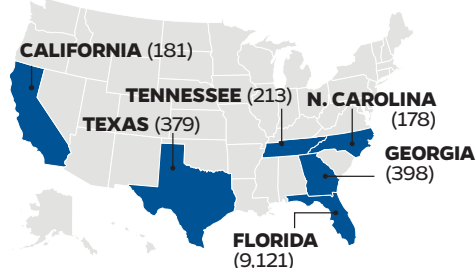 CALIFORNIA (181)
TENNESSEE (213)
N. CAROLINA
(178)
TEXAS (379)
GEORGIA
(398)
FLORIDA
(9,121)